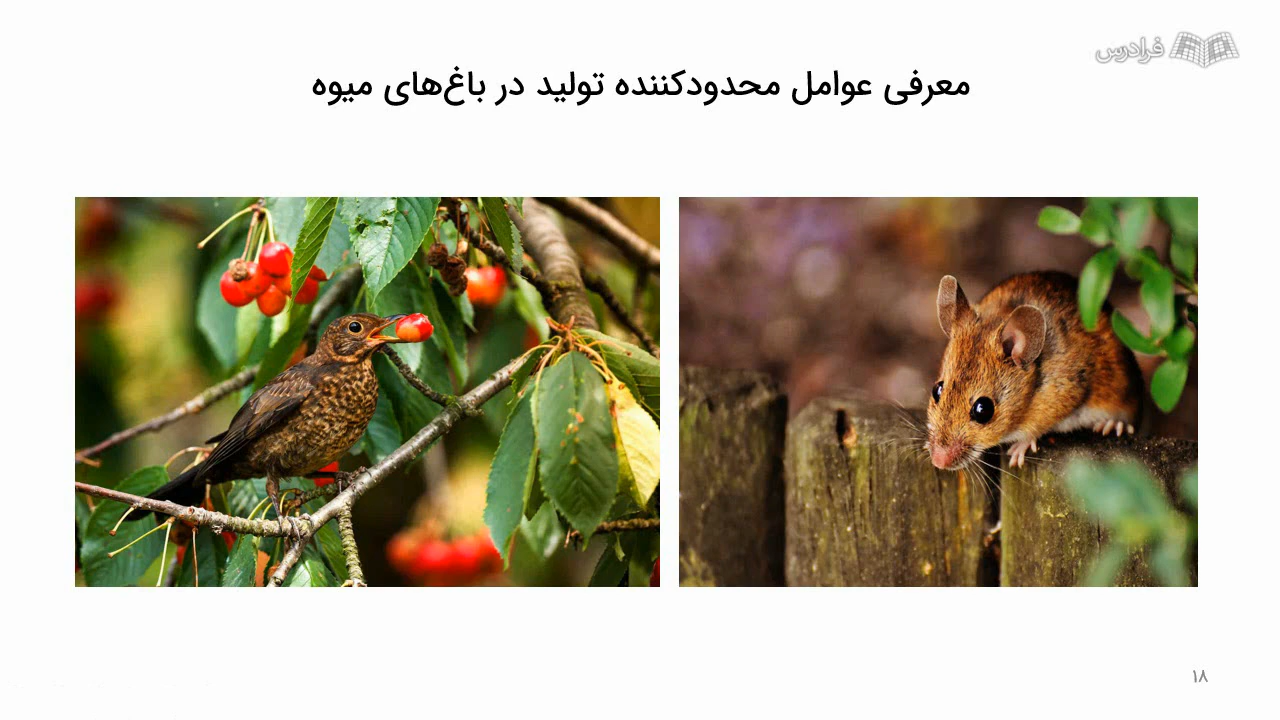 فرادرس
معرفی عوامل محدودکننده تولید در باغ‌های میوه
۱۸